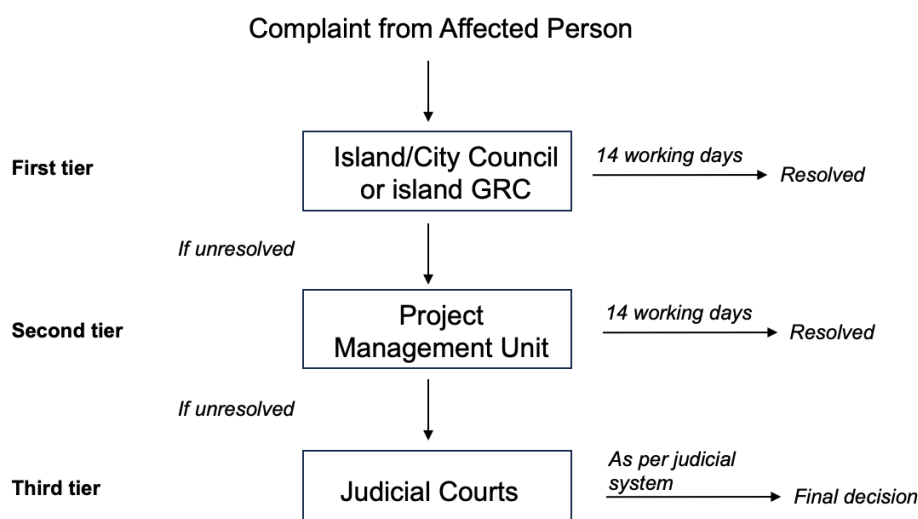 Complaint from Affected Person
First tier
Island/City Council
or island GRC
14 working days
Resolved
If unresolved
Second tier
Project
Management Unit
14 working days
Resolved
If unresolved
Third tier
Judicial Courts
As per judicial
system
Final decision